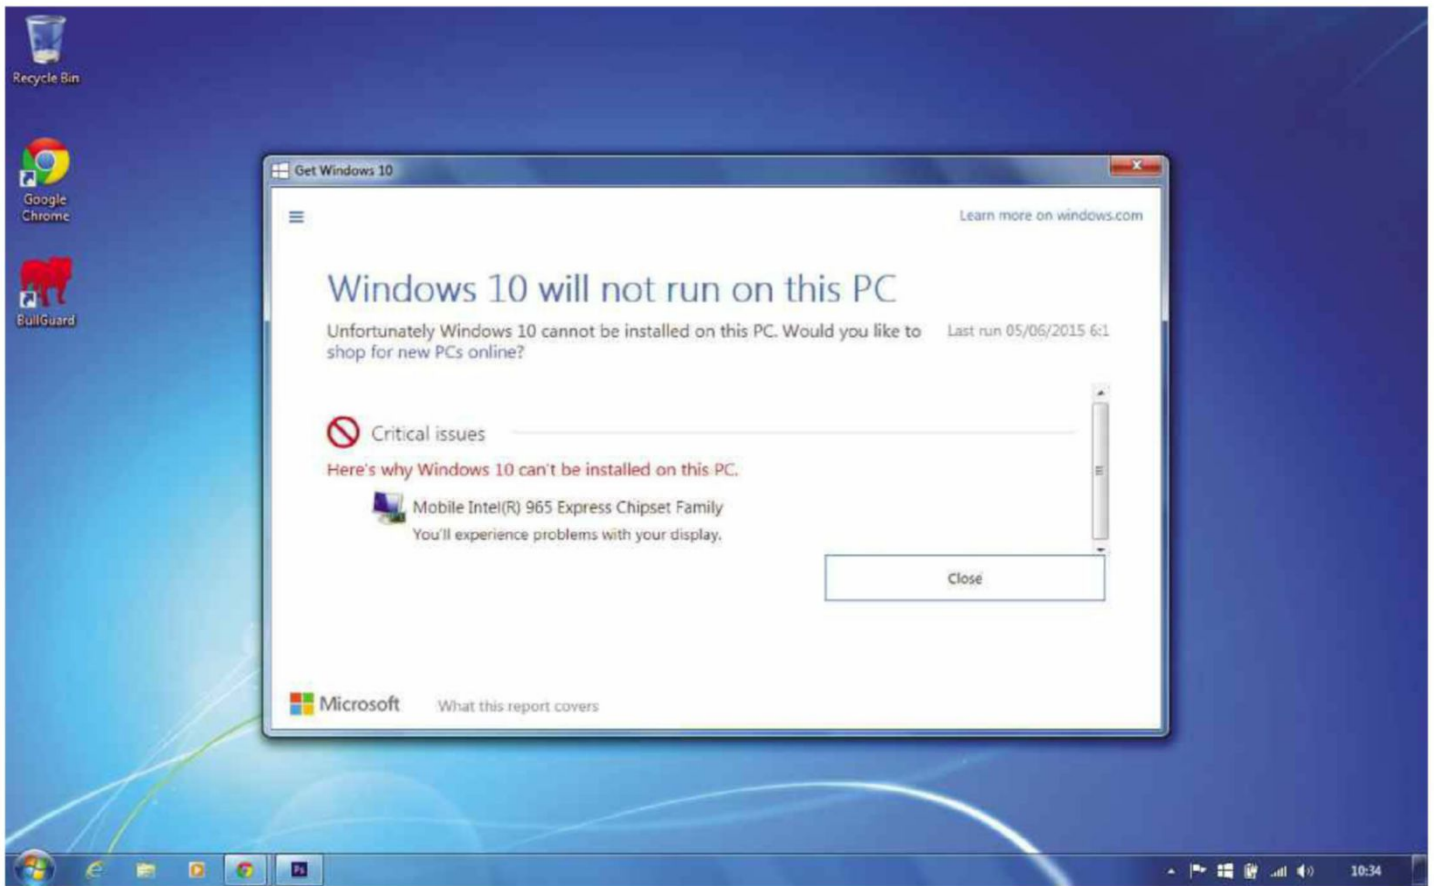 Recycle Bin
Google
Chrome
BullGuard
Get Windows 10
Learn more on windows.com
Windows 10 will not run on this PC
Unfortunately Windows 10 cannot be installed on this PC. Would you like to
shop for new PCs online?
Last run 05/06/2015 6:1
Critical issues
Here's why Windows 10 can't be installed on this PC.
Mobile Intel(R) 965 Express Chipset Family
You'll experience problems with your display.
Close
Microsoft
What this report covers
Ps
10:34